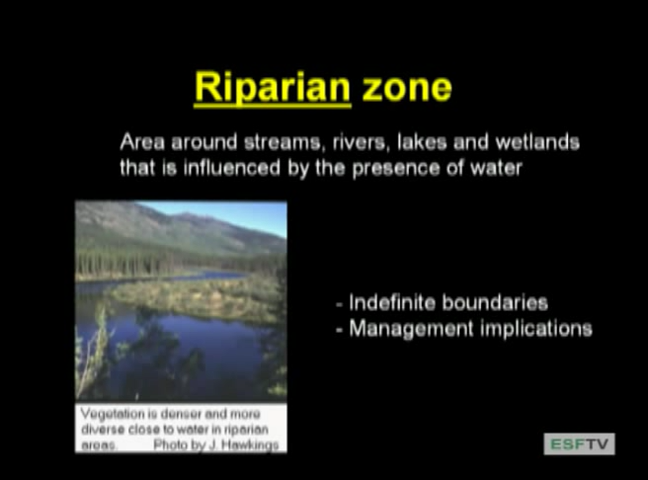 Riparian zone
Area around streams, rivers, lakes and wetlands
that is influenced by the presence of water
- Indefinite boundaries
- Management implications
Vegetation is denser and more
diverse close to water in riparian
areas. Photo by J. Hawkings
ESFTV